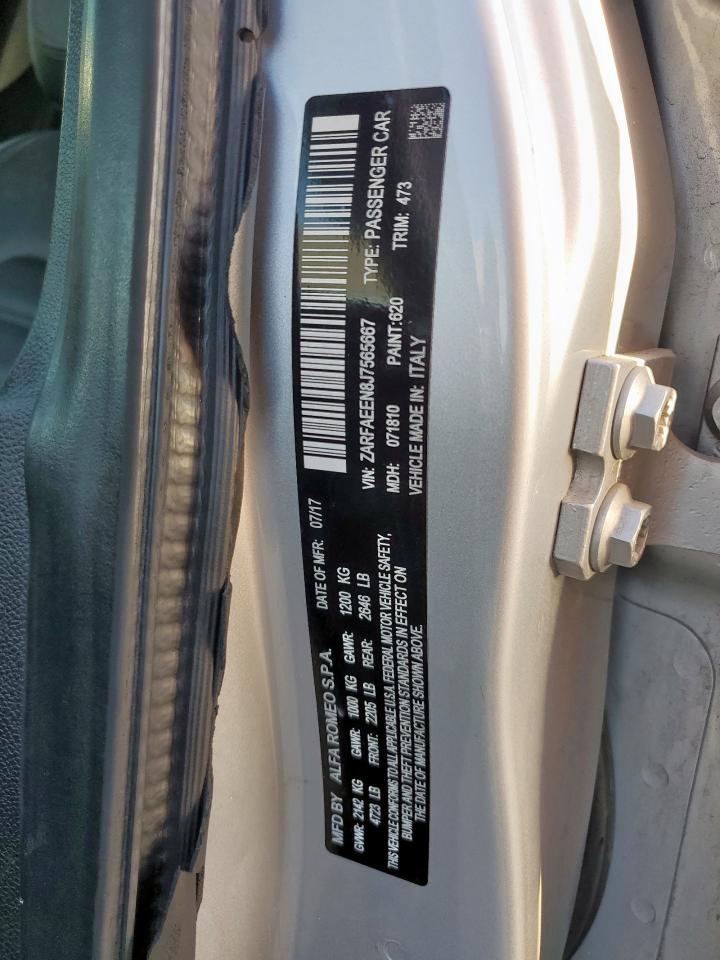 MFD BY ALFA ROMEO S.P.A. DATE OF MFR: 07/17
GVWR: 2142 KG GAWR: 1000 KG GAWR: 1200 KG
4723 LB FRONT: 2205 LB REAR: 2646 LB
THIS VEHICLE CONFORMS TO ALL APPLICABLE U.S.A. FEDERAL MOTOR VEHICLE SAFETY,
BUMPER AND THEFT PREVENTION STANDARDS IN EFFECT ON
THE DATE OF MANUFACTURE SHOWN ABOVE.
VIN: ZARFAEEN8J7565667 TYPE: PASSENGER CAR
MDH: 071810 PAINT:620 TRIM: 473
VEHICLE MADE IN: ITALY